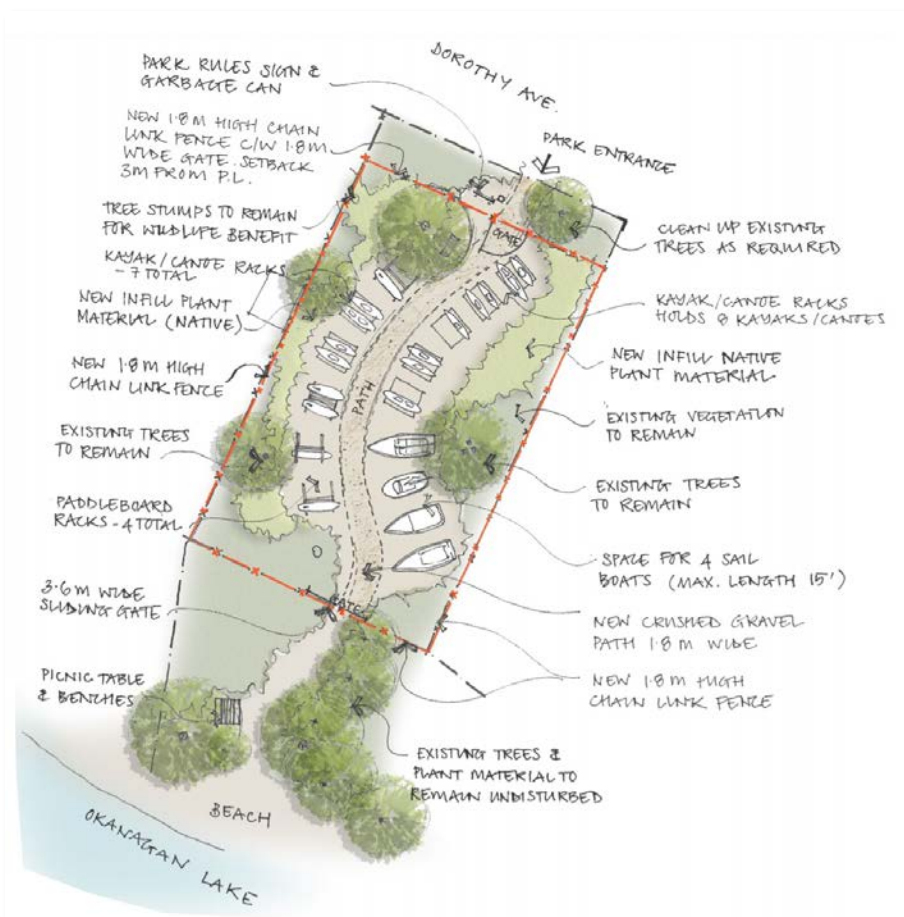 DOROTHY AVE.
PARK RULES SIGN &
GARBAGE CAN
NEW 1.8M HIGH CHAIN
LINK FENCE C/W 1.8M
WIDE GATE. SETBACK
3M FROM P.L.
TREE STUMPS TO REMAIN
FOR WILDLIFE BENEFIT
KAYAK/CANOE RACKS
- 7 TOTAL
NEW INFILL PLANT
MATERIAL (NATIVE)
NEW 1.8M HIGH
CHAIN LINK FENCE
EXISTING TREES
TO REMAIN
PADDLEBOARD
RACKS - 4 TOTAL
3.6M WIDE
SLIDING GATE
PICNIC TABLE
& BENCHES
PARK ENTRANCE
GATE
PATH
GATE
CLEAN UP EXISTING
TREES AS REQUIRED
KAYAK/CANOE RACKS
HOLDS 8 KAYAKS/CANOES
NEW INFILL NATIVE
PLANT MATERIAL
EXISTING VEGETATION
TO REMAIN
EXISTING TREES
TO REMAIN
SPACE FOR 4 SAIL
BOATS (MAX. LENGTH 15')
NEW CRUSHED GRAVEL
PATH 1.8M WIDE
NEW 1.8M HIGH
CHAIN LINK FENCE
EXISTING TREES &
PLANT MATERIAL TO
REMAIN UNDISTURBED
BEACH
OKANAGAN LAKE